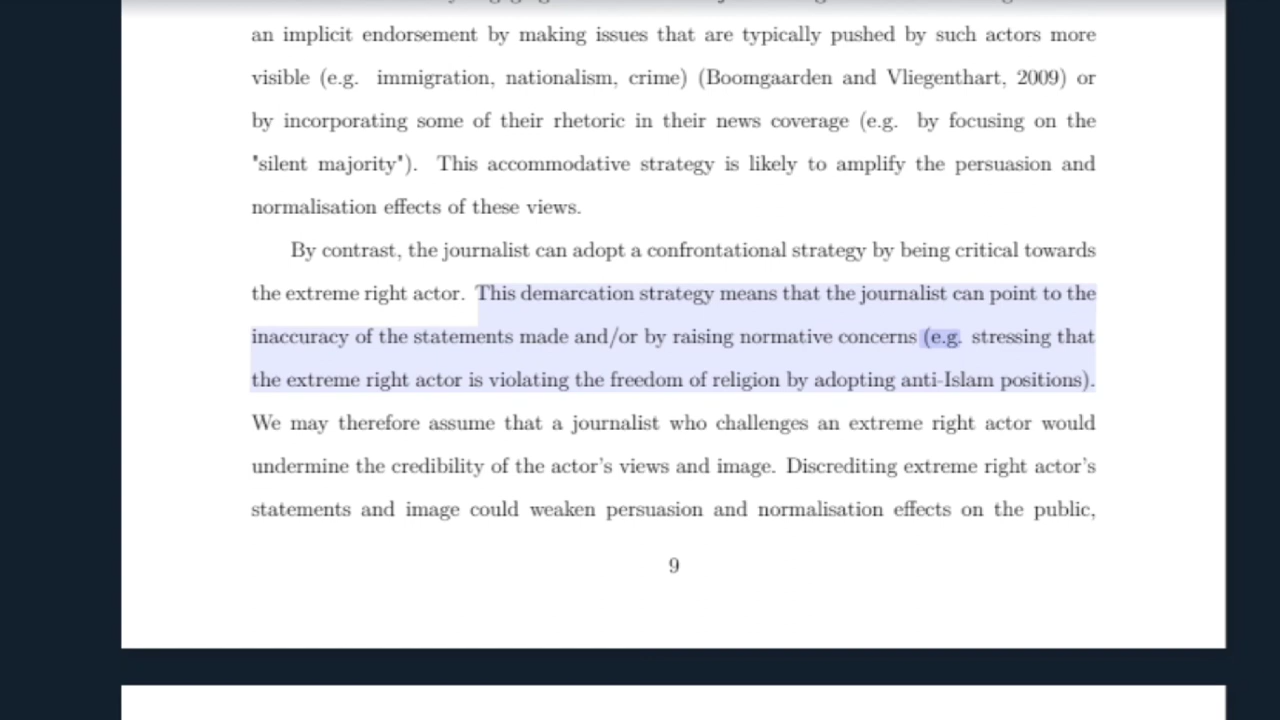 an implicit endorsement by making issues that are typically pushed by such actors more
visible (e.g. immigration, nationalism, crime) (Boomgaarden and Vliegenthart, 2009) or
by incorporating some of their rhetoric in their news coverage (e.g. by focusing on the
"silent majority"). This accommodative strategy is likely to amplify the persuasion and
normalisation effects of these views.
By contrast, the journalist can adopt a confrontational strategy by being critical towards
the extreme right actor. This demarcation strategy means that the journalist can point to the
inaccuracy of the statements made and/or by raising normative concerns (e.g. stressing that
the extreme right actor is violating the freedom of religion by adopting anti-Islam positions).
We may therefore assume that a journalist who challenges an extreme right actor would
undermine the credibility of the actor's views and image. Discrediting extreme right actor's
statements and image could weaken persuasion and normalisation effects on the public,
9